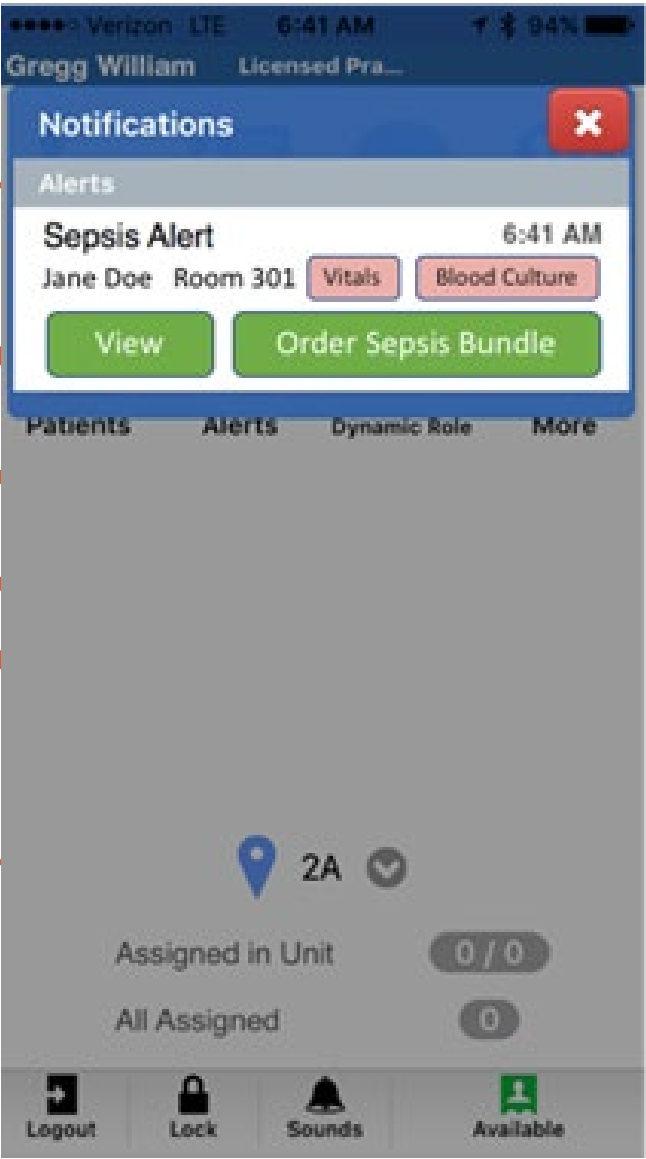 Verizon LTE 6:41 AM 94%
Gregg William Licensed Pra...
Notifications
Alerts
Sepsis Alert 6:41 AM
Jane Doe Room 301 Vitals Blood Culture
View Order Sepsis Bundle
Patients Alerts Dynamic Role More
2A
Assigned in Unit 0 / 0
All Assigned 0
Logout Lock Sounds Available